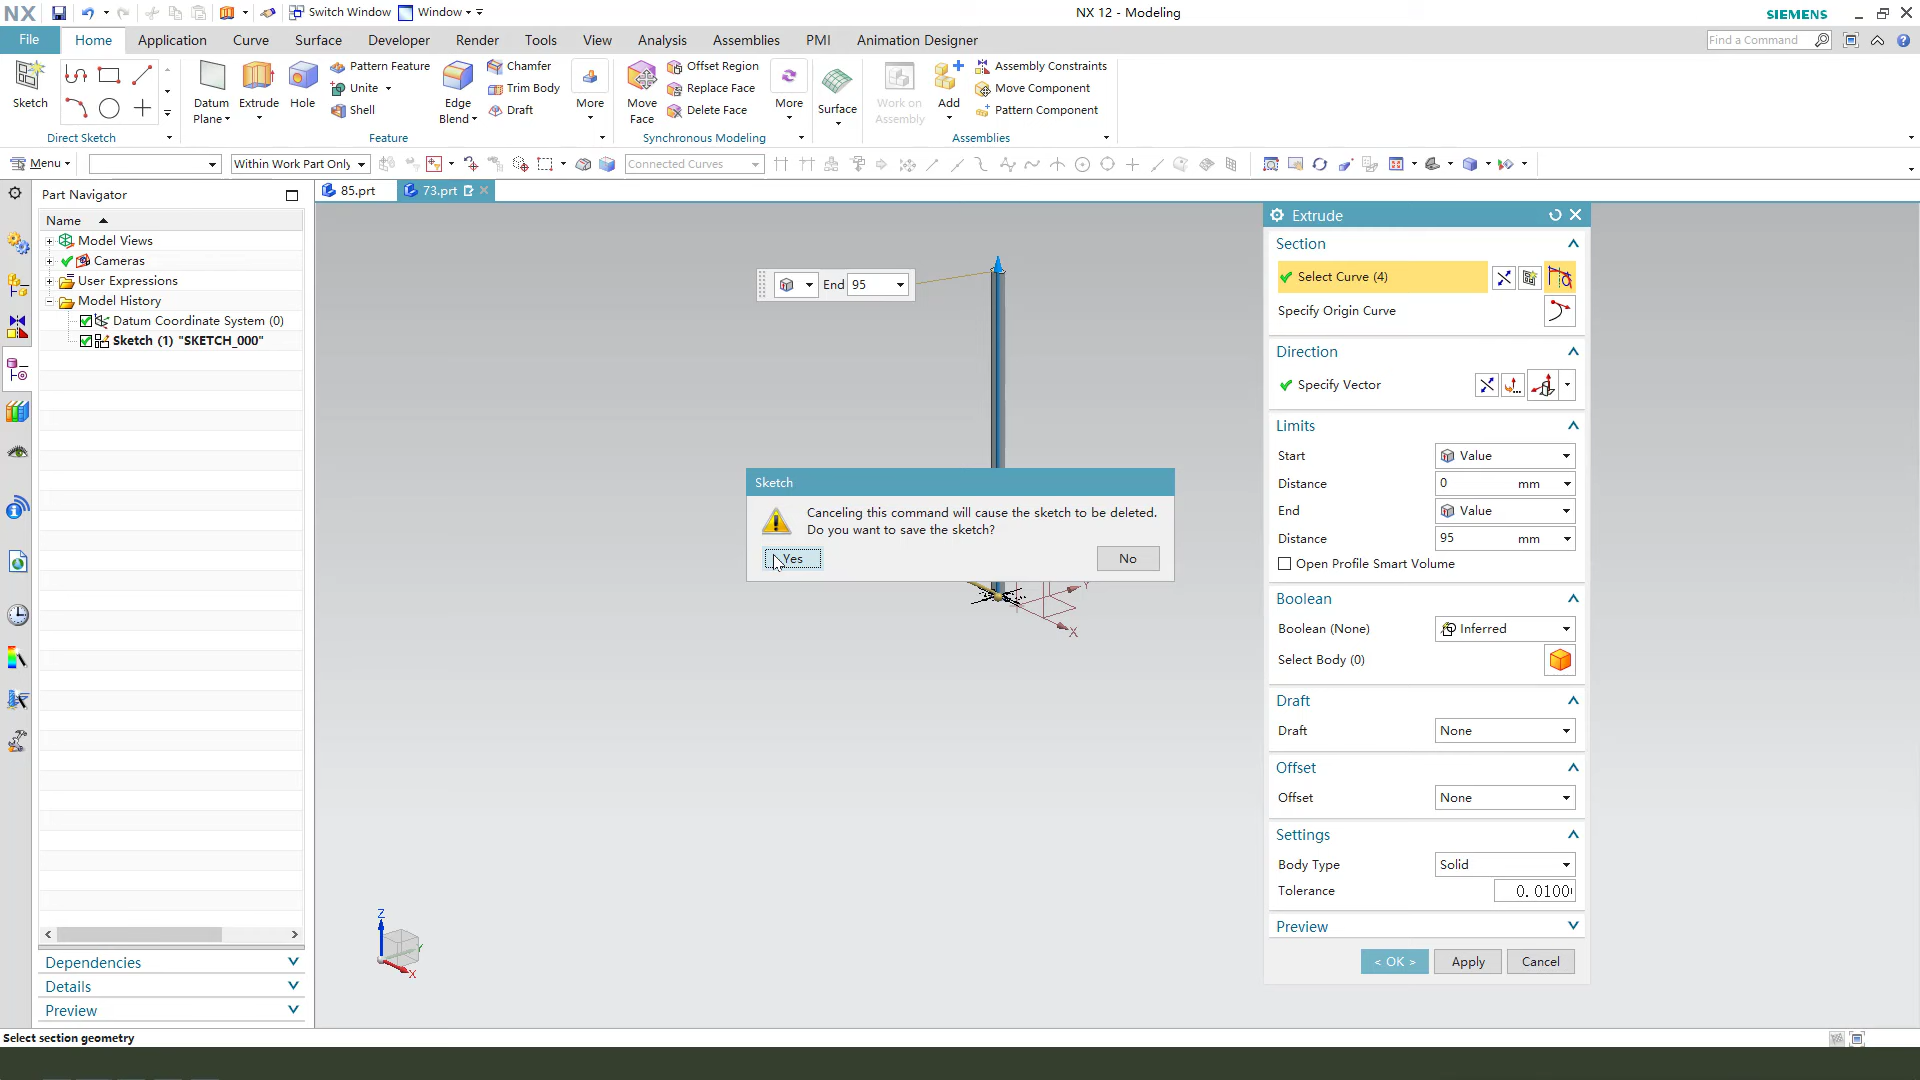 NX
Switch Window
Window
NX 12 - Modeling
SIEMENS
File
Home
Application
Curve
Surface
Developer
Render
Tools
View
Analysis
Assemblies
PMI
Animation Designer
Find a Command
Sketch
Direct Sketch
Datum
Plane
Extrude
Hole
Pattern Feature
Unite
Shell
Edge
Blend
Chamfer
Trim Body
Draft
More
Feature
Move
Face
Offset Region
Replace Face
Delete Face
More
Synchronous Modeling
Surface
Work on
Assembly
Add
Assembly Constraints
Move Component
Pattern Component
Assemblies
Menu
Within Work Part Only
Connected Curves
Part Navigator
85.prt
73.prt
Name
Model Views
Cameras
User Expressions
Model History
Datum Coordinate System (0)
Sketch (1) "SKETCH_000"
Dependencies
Details
Preview
End 95
Sketch
Canceling this command will cause the sketch to be deleted.
Do you want to save the sketch?
Yes
No
Y
X
Z
Y
X
Extrude
Section
Select Curve (4)
Specify Origin Curve
Direction
Specify Vector
Limits
Start Value
Distance 0 mm
End Value
Distance 95 mm
Open Profile Smart Volume
Boolean
Boolean (None) Inferred
Select Body (0)
Draft
Draft None
Offset
Offset None
Settings
Body Type Solid
Tolerance 0.0100
Preview
< OK >
Apply
Cancel
Select section geometry